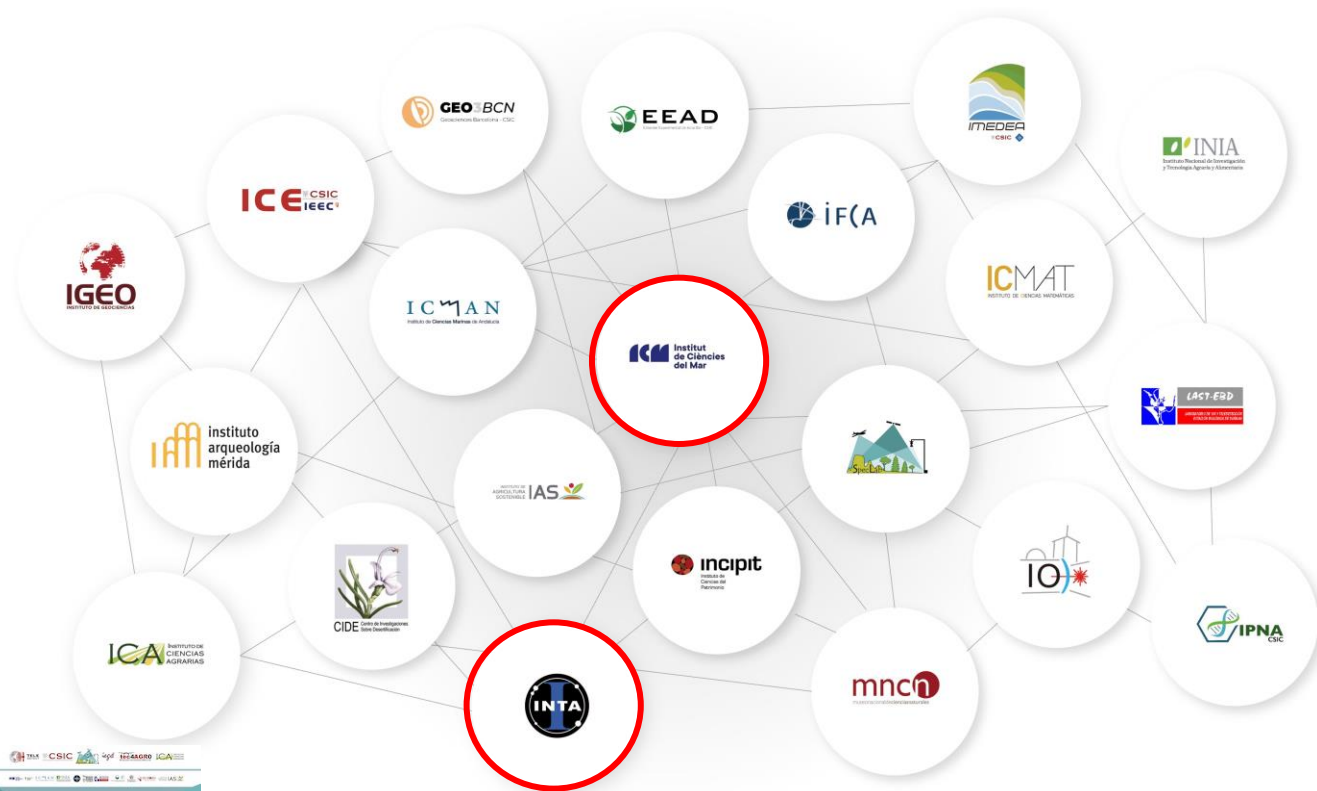 GEO3BCN
Geosciences Barcelona - CSIC
EEAD
IMEDEA
CSIC
INIA
Instituto Nacional de Investigación
y Tecnología Agraria y Alimentaria
ICE CSIC
IEEC
IFCA
IGEO
INSTITUTO DE GEOCIENCIAS
ICMAN
Instituto de Ciencias Marinas de Andalucía
ICMAT
INSTITUTO DE CIENCIAS MATEMÁTICAS
ICM Institut
de Ciències
del Mar
LAST-EBD
instituto
arqueología
mérida
SpecLab
INSTITUTO DE
AGRICULTURA
SOSTENIBLE
IAS
incipit
Instituto de
Ciencias del
Patrimonio
IO
CIDE Centro de Investigaciones
Sobre Desertificación
IPNA
CSIC
ICA INSTITUTO DE
CIENCIAS
AGRARIAS
mncn
INTA
CSIC
ICA
IAS